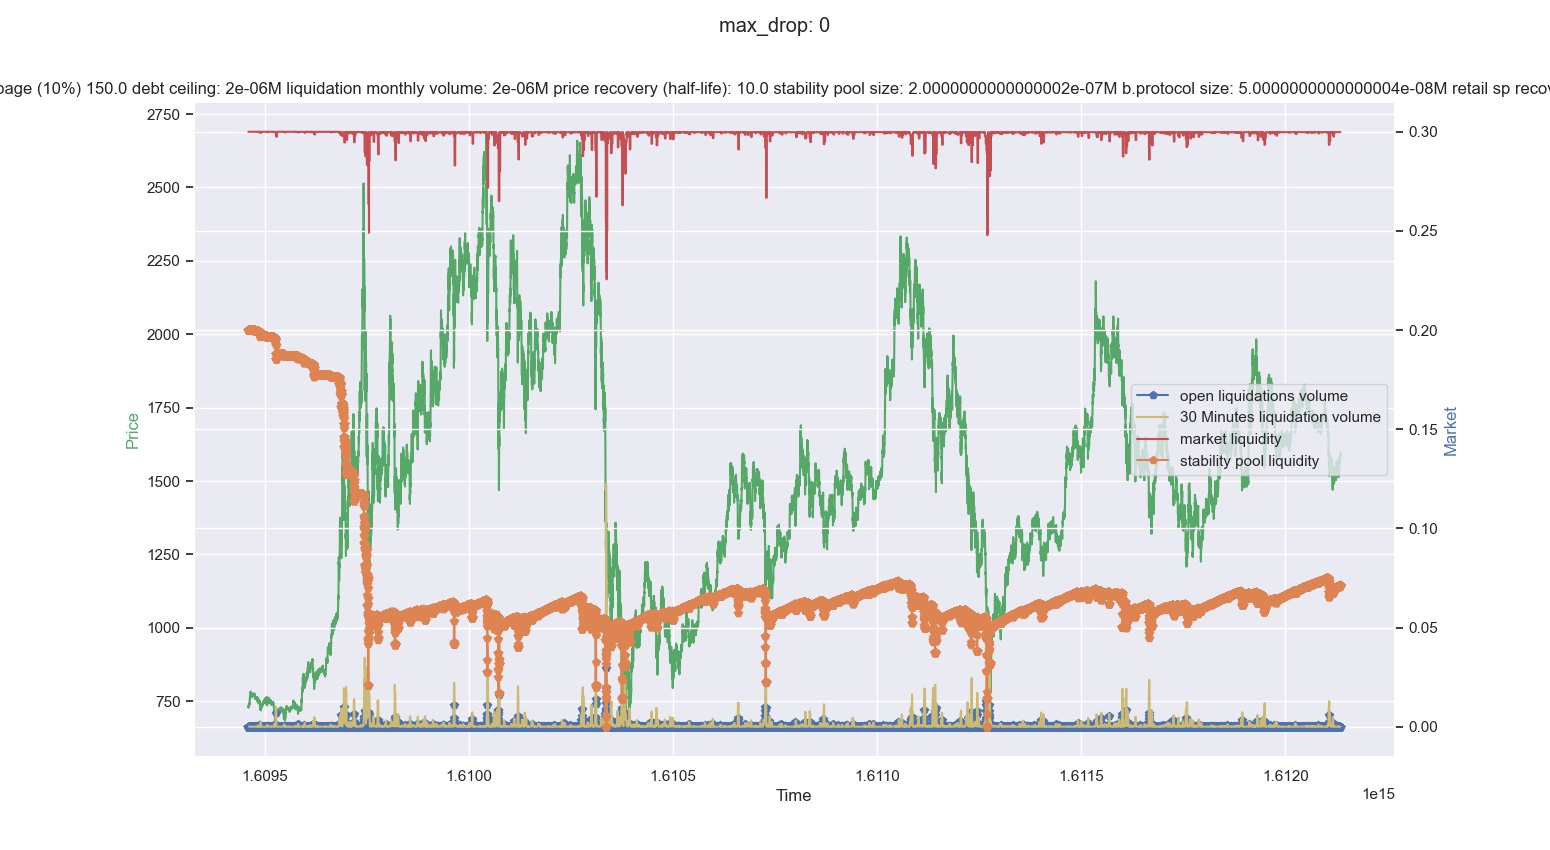 max_drop: 0
(10%) 150.0 debt ceiling: 2e-06M liquidation monthly volume: 2e-06M price recovery (half-life): 10.0 stability pool size: 2.0000000000000002e-07M b.protocol size: 5.0000000000000004e-08M retail sp
2750
2500
2250
2000
1750
1500
1250
1000
750
Price
0.30
0.25
0.20
0.15
0.10
0.05
0.00
Market
open liquidations volume
30 Minutes liquidation volume
market liquidity
stability pool liquidity
1.6095 1.6100 1.6105 1.6110 1.6115 1.6120
1e15
Time